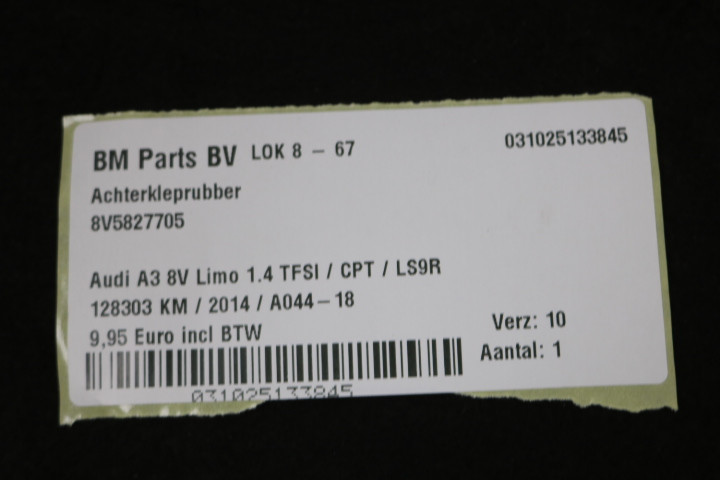 BM Parts BV LOK 8 - 67 031025133845
Achterkleprubber
8V5827705
Audi A3 8V Limo 1.4 TFSI / CPT / LS9R
128303 KM / 2014 / A044-18
9,95 Euro incl BTW
Verz: 10
Aantal: 1
031025133845